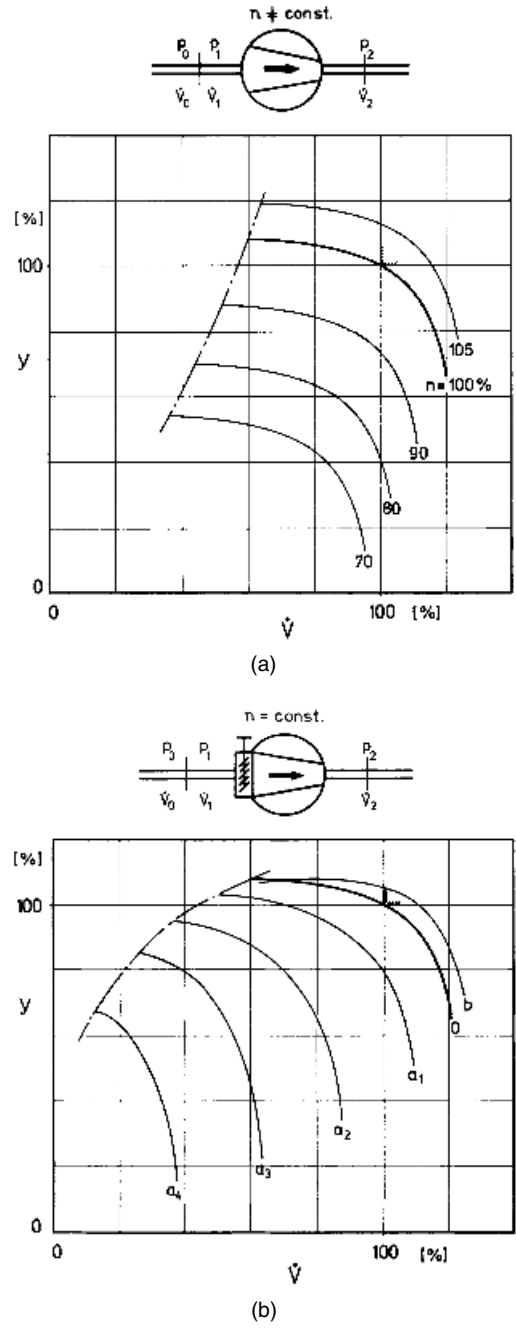 n ≠ const.
p₀ p₁ p₂
V̇₀ V̇₁ V̇₂
[%]
100
y
105
n = 100 %
90
80
70
0
0 100 [%]
V̇
(a)
n = const.
p₀ p₁ p₂
V̇₀ V̇₁ V̇₂
[%]
100
y
b
0
a₁
a₂
a₃
a₄
0
0 100 [%]
V̇
(b)